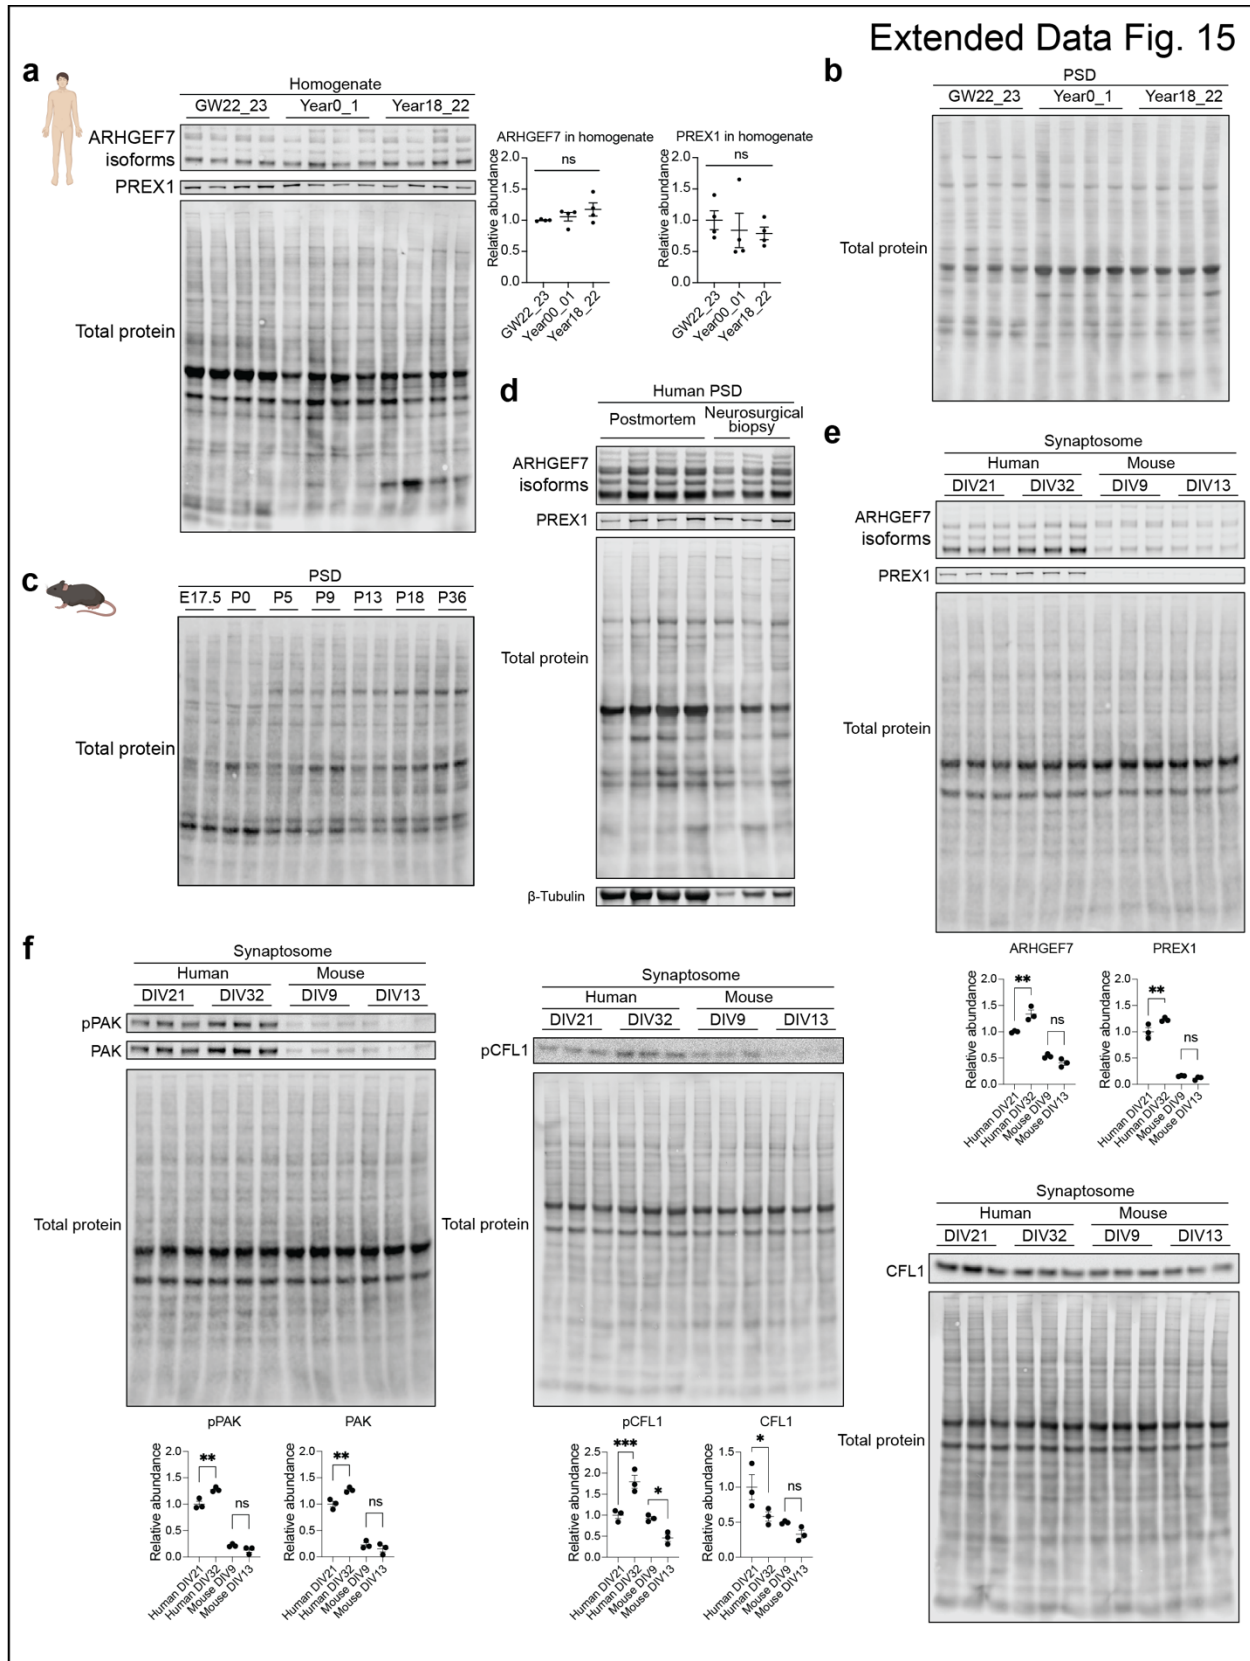 Extended Data Fig. 15
a
Homogenate
GW22_23 Year0_1 Year18_22
ARHGEF7
isoforms
PREX1
Total protein
ARHGEF7 in homogenate
ns
Relative abundance
2.0
1.5
1.0
0.5
0.0
GW22_23
Year00_01
Year18_22
PREX1 in homogenate
ns
Relative abundance
2.0
1.5
1.0
0.5
0.0
GW22_23
Year00_01
Year18_22
b
PSD
GW22_23 Year0_1 Year18_22
Total protein
c
PSD
E17.5 P0 P5 P9 P13 P18 P36
Total protein
d
Human PSD
Postmortem Neurosurgical
biopsy
ARHGEF7
isoforms
PREX1
Total protein
β-Tubulin
e
Synaptosome
Human Mouse
DIV21 DIV32 DIV9 DIV13
ARHGEF7
isoforms
PREX1
Total protein
ARHGEF7
Relative abundance
2.0
1.5
1.0
0.5
0.0
**
ns
Human DIV21
Human DIV32
Mouse DIV9
Mouse DIV13
PREX1
Relative abundance
2.0
1.5
1.0
0.5
0.0
**
ns
Human DIV21
Human DIV32
Mouse DIV9
Mouse DIV13
f
Synaptosome
Human Mouse
DIV21 DIV32 DIV9 DIV13
pPAK
PAK
Total protein
pPAK
Relative abundance
2.0
1.5
1.0
0.5
0.0
**
ns
Human DIV21
Human DIV32
Mouse DIV9
Mouse DIV13
PAK
Relative abundance
2.0
1.5
1.0
0.5
0.0
**
ns
Human DIV21
Human DIV32
Mouse DIV9
Mouse DIV13
Synaptosome
Human Mouse
DIV21 DIV32 DIV9 DIV13
pCFL1
Total protein
pCFL1
Relative abundance
2.5
2.0
1.5
1.0
0.5
0.0
***
*
Human DIV21
Human DIV32
Mouse DIV9
Mouse DIV13
CFL1
Relative abundance
2.0
1.5
1.0
0.5
0.0
*
ns
Human DIV21
Human DIV32
Mouse DIV9
Mouse DIV13
Synaptosome
Human Mouse
DIV21 DIV32 DIV9 DIV13
CFL1
Total protein